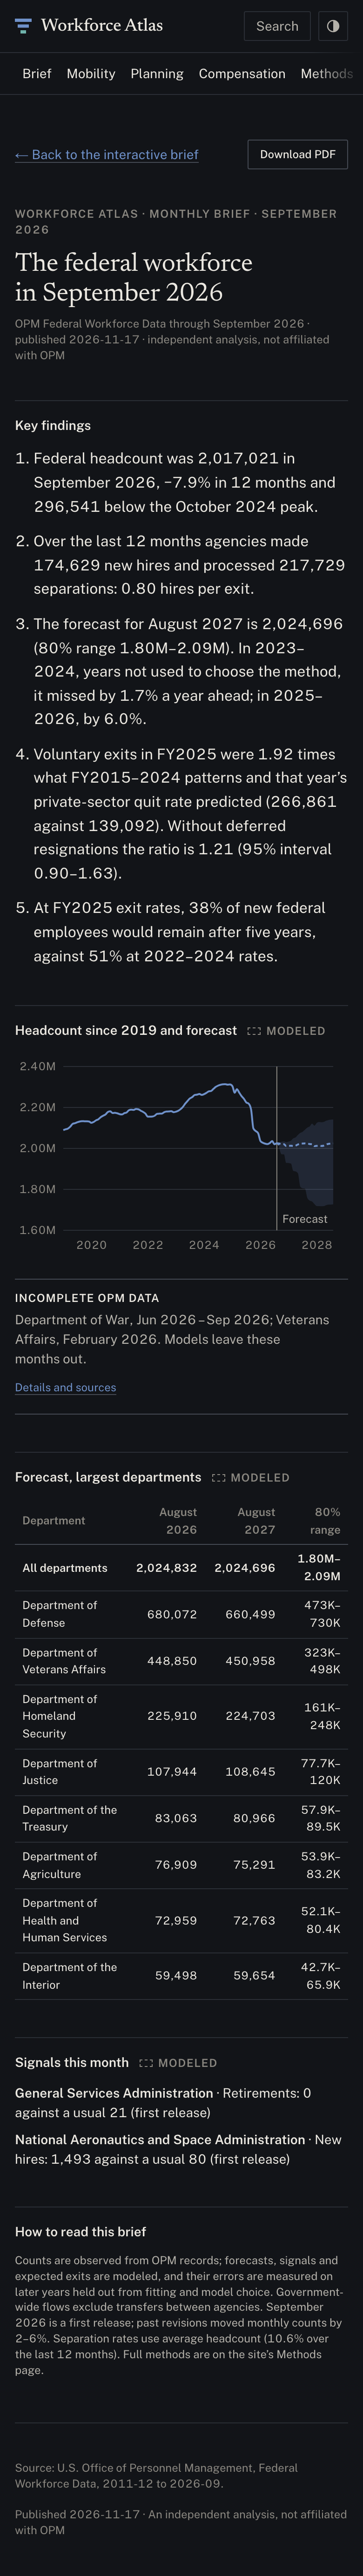 Workforce Atlas
Search
Brief Mobility Planning Compensation Methods
← Back to the interactive brief
Download PDF
WORKFORCE ATLAS · MONTHLY BRIEF · SEPTEMBER
2026
The federal workforce
in September 2026
OPM Federal Workforce Data through September 2026 ·
published 2026-11-17 · independent analysis, not affiliated
with OPM
Key findings
1. Federal headcount was 2,017,021 in
September 2026, −7.9% in 12 months and
296,541 below the October 2024 peak.
2. Over the last 12 months agencies made
174,629 new hires and processed 217,729
separations: 0.80 hires per exit.
3. The forecast for August 2027 is 2,024,696
(80% range 1.80M–2.09M). In 2023–
2024, years not used to choose the method,
it missed by 1.7% a year ahead; in 2025–
2026, by 6.0%.
4. Voluntary exits in FY2025 were 1.92 times
what FY2015–2024 patterns and that year's
private-sector quit rate predicted (266,861
against 139,092). Without deferred
resignations the ratio is 1.21 (95% interval
0.90–1.63).
5. At FY2025 exit rates, 38% of new federal
employees would remain after five years,
against 51% at 2022–2024 rates.
Headcount since 2019 and forecast MODELED
2.40M
2.20M
2.00M
1.80M
1.60M
Forecast
2020 2022 2024 2026 2028
INCOMPLETE OPM DATA
Department of War, Jun 2026 – Sep 2026; Veterans
Affairs, February 2026. Models leave these
months out.
Details and sources
Forecast, largest departments MODELED
Department August 2026 August 2027 80% range
All departments 2,024,832 2,024,696 1.80M–2.09M
Department of Defense 680,072 660,499 473K–730K
Department of Veterans Affairs 448,850 450,958 323K–498K
Department of Homeland Security 225,910 224,703 161K–248K
Department of Justice 107,944 108,645 77.7K–120K
Department of the Treasury 83,063 80,966 57.9K–89.5K
Department of Agriculture 76,909 75,291 53.9K–83.2K
Department of Health and Human Services 72,959 72,763 52.1K–80.4K
Department of the Interior 59,498 59,654 42.7K–65.9K
Signals this month MODELED
General Services Administration · Retirements: 0
against a usual 21 (first release)
National Aeronautics and Space Administration · New
hires: 1,493 against a usual 80 (first release)
How to read this brief
Counts are observed from OPM records; forecasts, signals and
expected exits are modeled, and their errors are measured on
later years held out from fitting and model choice. Government-
wide flows exclude transfers between agencies. September
2026 is a first release; past revisions moved monthly counts by
2–6%. Separation rates use average headcount (10.6% over
the last 12 months). Full methods are on the site's Methods
page.
Source: U.S. Office of Personnel Management, Federal
Workforce Data, 2011-12 to 2026-09.
Published 2026-11-17 · An independent analysis, not affiliated
with OPM